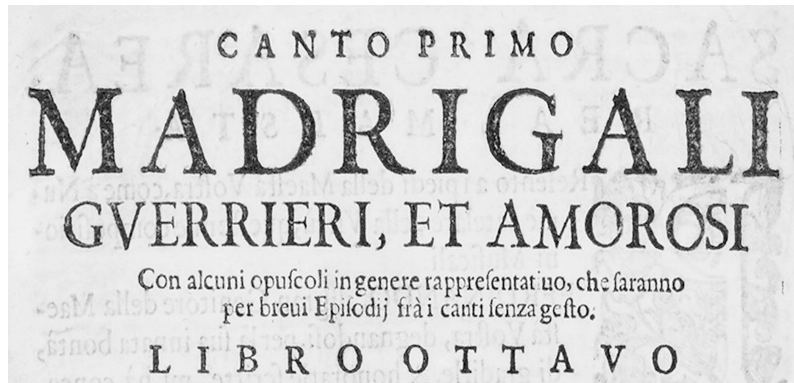 CANTO PRIMO
MADRIGALI
GVERRIERI, ET AMOROSI
Con alcuni opuſcoli in genere rappreſentatiuo, che ſaranno
per breui Epiſodij frà i canti ſenza geſto.
LIBRO OTTAVO